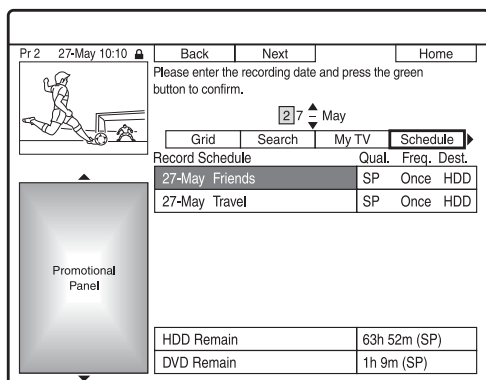 Pr 2 27-May 10:10
Back Next Home
Please enter the recording date and press the green
button to confirm.
2 7 May
Grid Search My TV Schedule
Record Schedule Qual. Freq. Dest.
27-May Friends SP Once HDD
27-May Travel SP Once HDD
Promotional
Panel
HDD Remain 63h 52m (SP)
DVD Remain 1h 9m (SP)